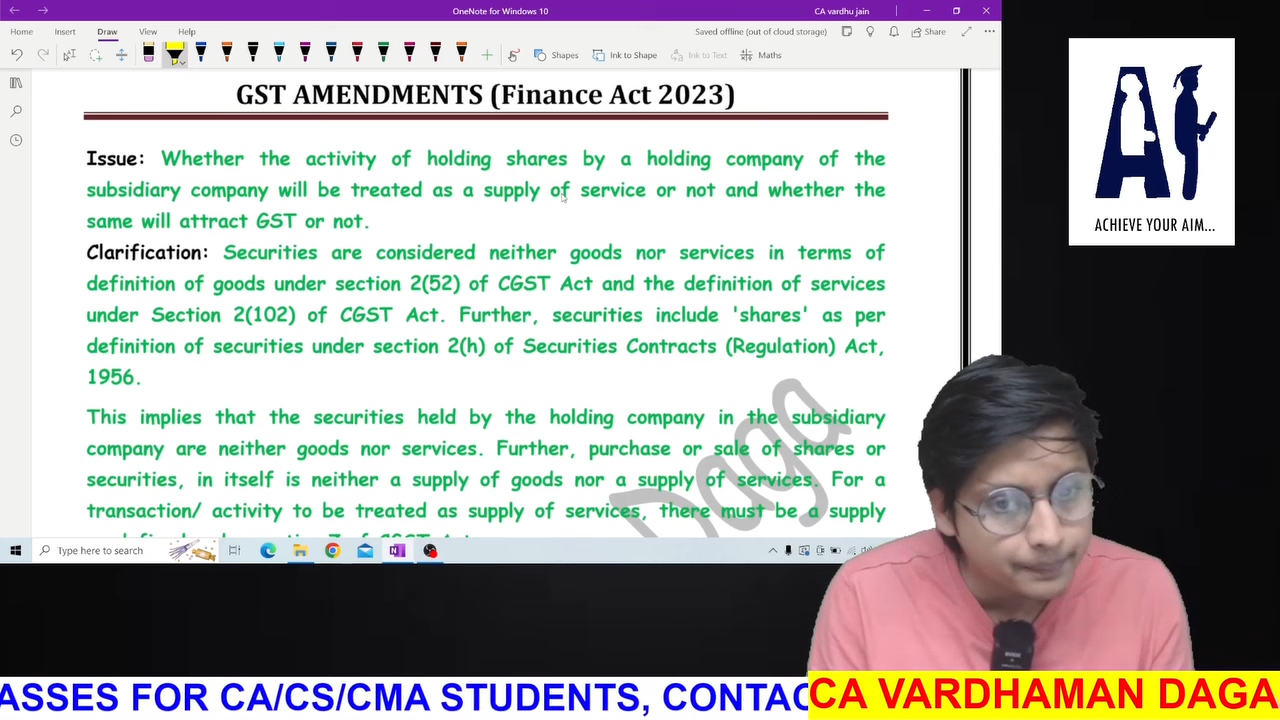 OneNote for Windows 10
CA vardhu jain
Home Insert Draw View Help
Saved offline (out of cloud storage)
Share
Shapes
Ink to Shape
Ink to Text
Maths
GST AMENDMENTS (Finance Act 2023)
Issue: Whether the activity of holding shares by a holding company of the
subsidiary company will be treated as a supply of service or not and whether the
same will attract GST or not.
Clarification: Securities are considered neither goods nor services in terms of
definition of goods under section 2(52) of CGST Act and the definition of services
under Section 2(102) of CGST Act. Further, securities include 'shares' as per
definition of securities under section 2(h) of Securities Contracts (Regulation) Act,
1956.
This implies that the securities held by the holding company in the subsidiary
company are neither goods nor services. Further, purchase or sale of shares or
securities, in itself is neither a supply of goods nor a supply of services. For a
transaction/ activity to be treated as supply of services, there must be a supply
Daga
Type here to search
ACHIEVE YOUR AIM...
ASSES FOR CA/CS/CMA STUDENTS, CONTAC
CA VARDHAMAN DAGA